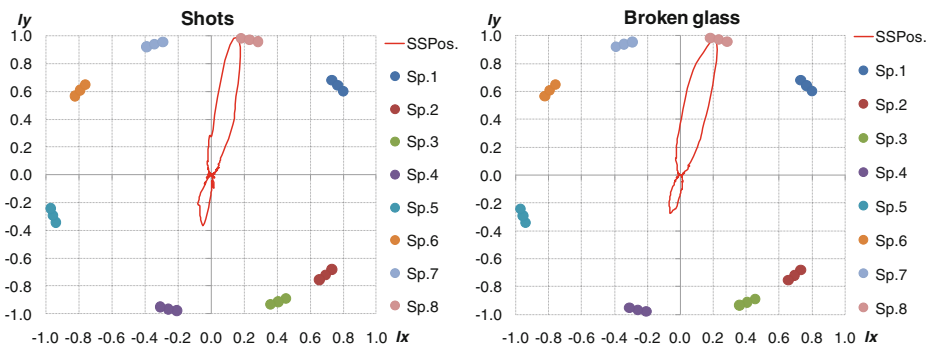 Iy Shots
1.0
0.8
0.6
0.4
0.2
0.0
-0.2
-0.4
-0.6
-0.8
-1.0
-1.0 -0.8 -0.6 -0.4 -0.2 0.0 0.2 0.4 0.6 0.8 Ix 1.0
SSPos.
Sp.1
Sp.2
Sp.3
Sp.4
Sp.5
Sp.6
Sp.7
Sp.8
Iy Broken glass
1.0
0.8
0.6
0.4
0.2
0.0
-0.2
-0.4
-0.6
-0.8
-1.0
-1.0 -0.8 -0.6 -0.4 -0.2 0.0 0.2 0.4 0.6 0.8 1.0 Ix
SSPos.
Sp.1
Sp.2
Sp.3
Sp.4
Sp.5
Sp.6
Sp.7
Sp.8